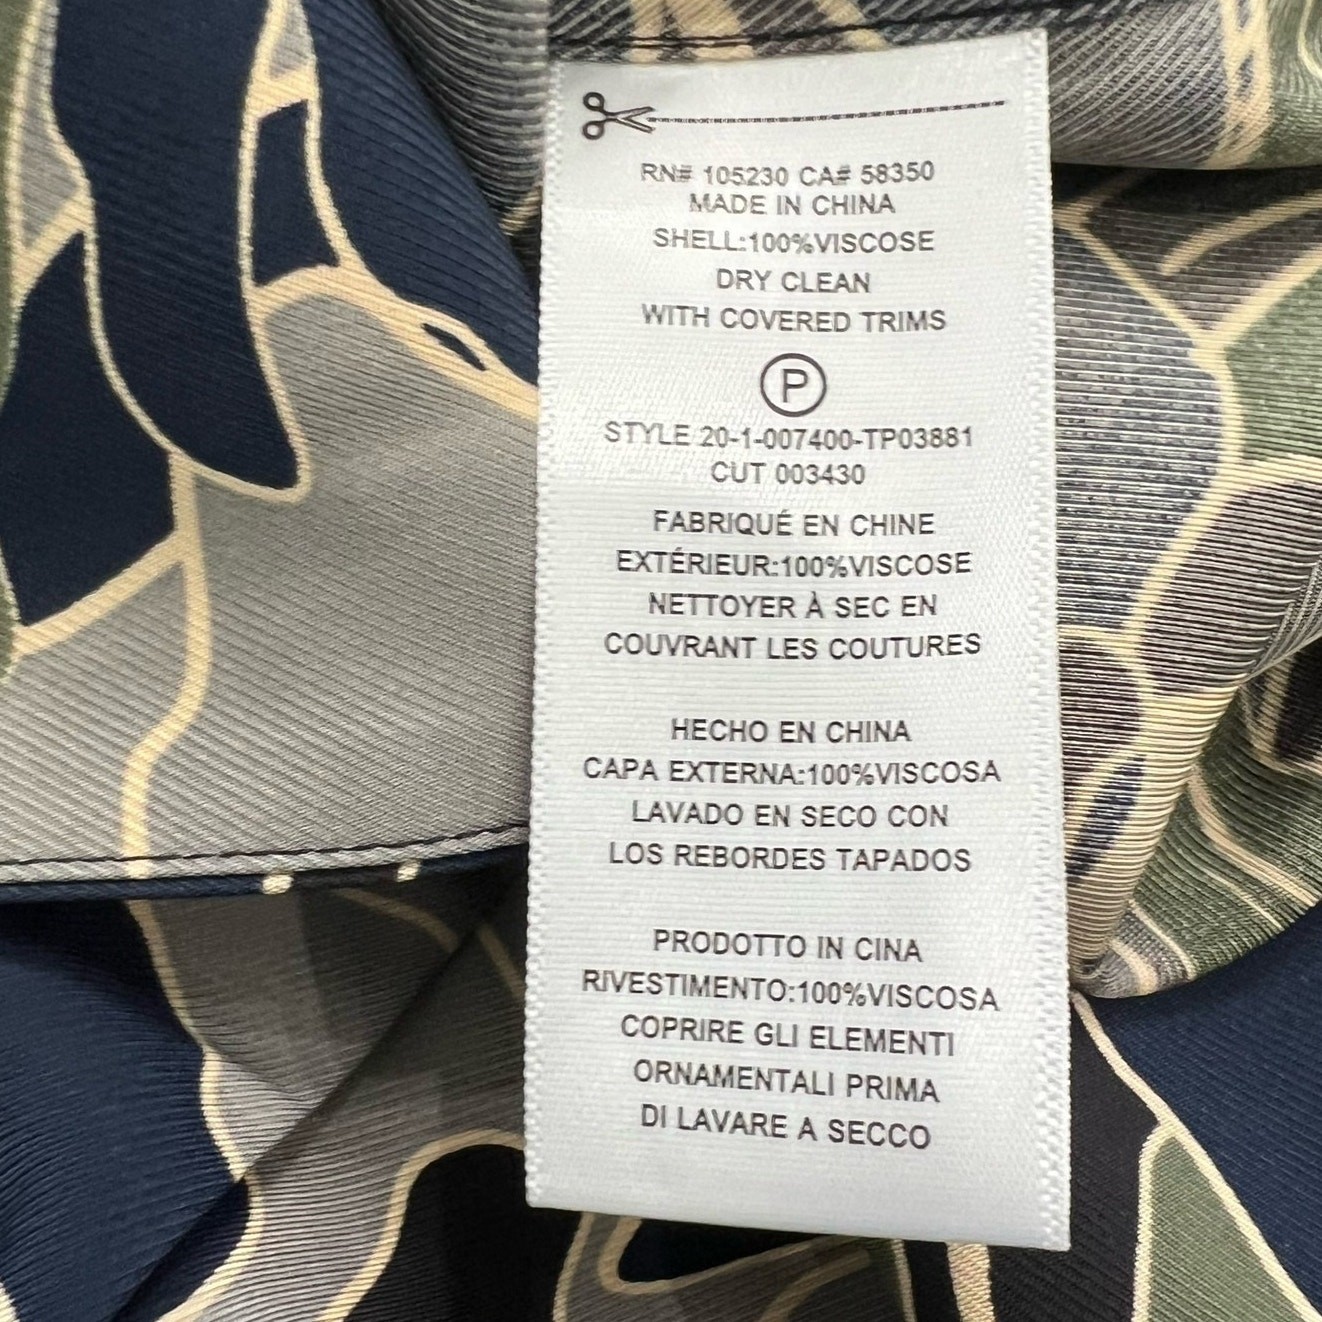 RN# 105230 CA# 58350
MADE IN CHINA
SHELL:100%VISCOSE
DRY CLEAN
WITH COVERED TRIMS
P
STYLE 20-1-007400-TP03881
CUT 003430
FABRIQUÉ EN CHINE
EXTÉRIEUR:100%VISCOSE
NETTOYER À SEC EN
COUVRANT LES COUTURES
HECHO EN CHINA
CAPA EXTERNA:100%VISCOSA
LAVADO EN SECO CON
LOS REBORDES TAPADOS
PRODOTTO IN CINA
RIVESTIMENTO:100%VISCOSA
COPRIRE GLI ELEMENTI
ORNAMENTALI PRIMA
DI LAVARE A SECCO